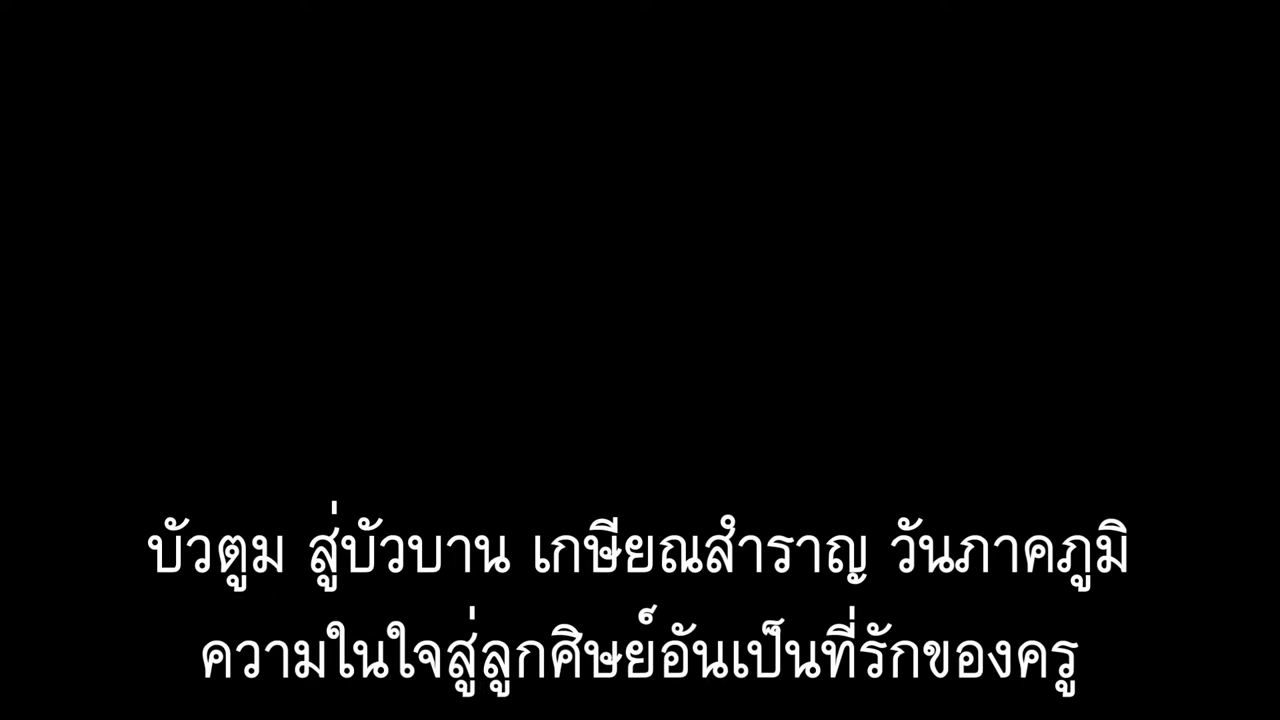 บัวตูม สู่บัวบาน เกษียณสำราญ วันภาคภูมิ
ความในใจสู่ลูกศิษย์อันเป็นที่รักของครู